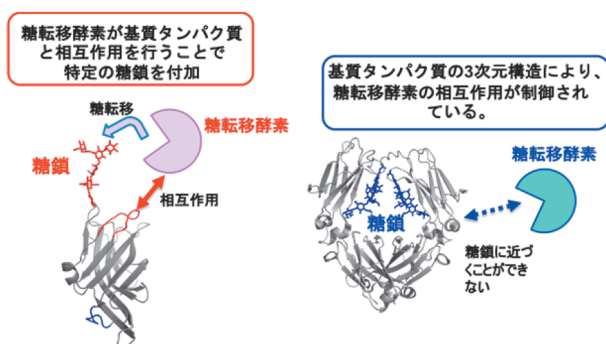 糖転移酵素が基質タンパク質
と相互作用を行うことで
特定の糖鎖を付加
糖転移
糖転移酵素
糖鎖
相互作用
基質タンパク質の3次元構造により、
糖転移酵素の相互作用が制御され
ている。
糖転移酵素
糖鎖
糖鎖に近づ
くことができ
ない